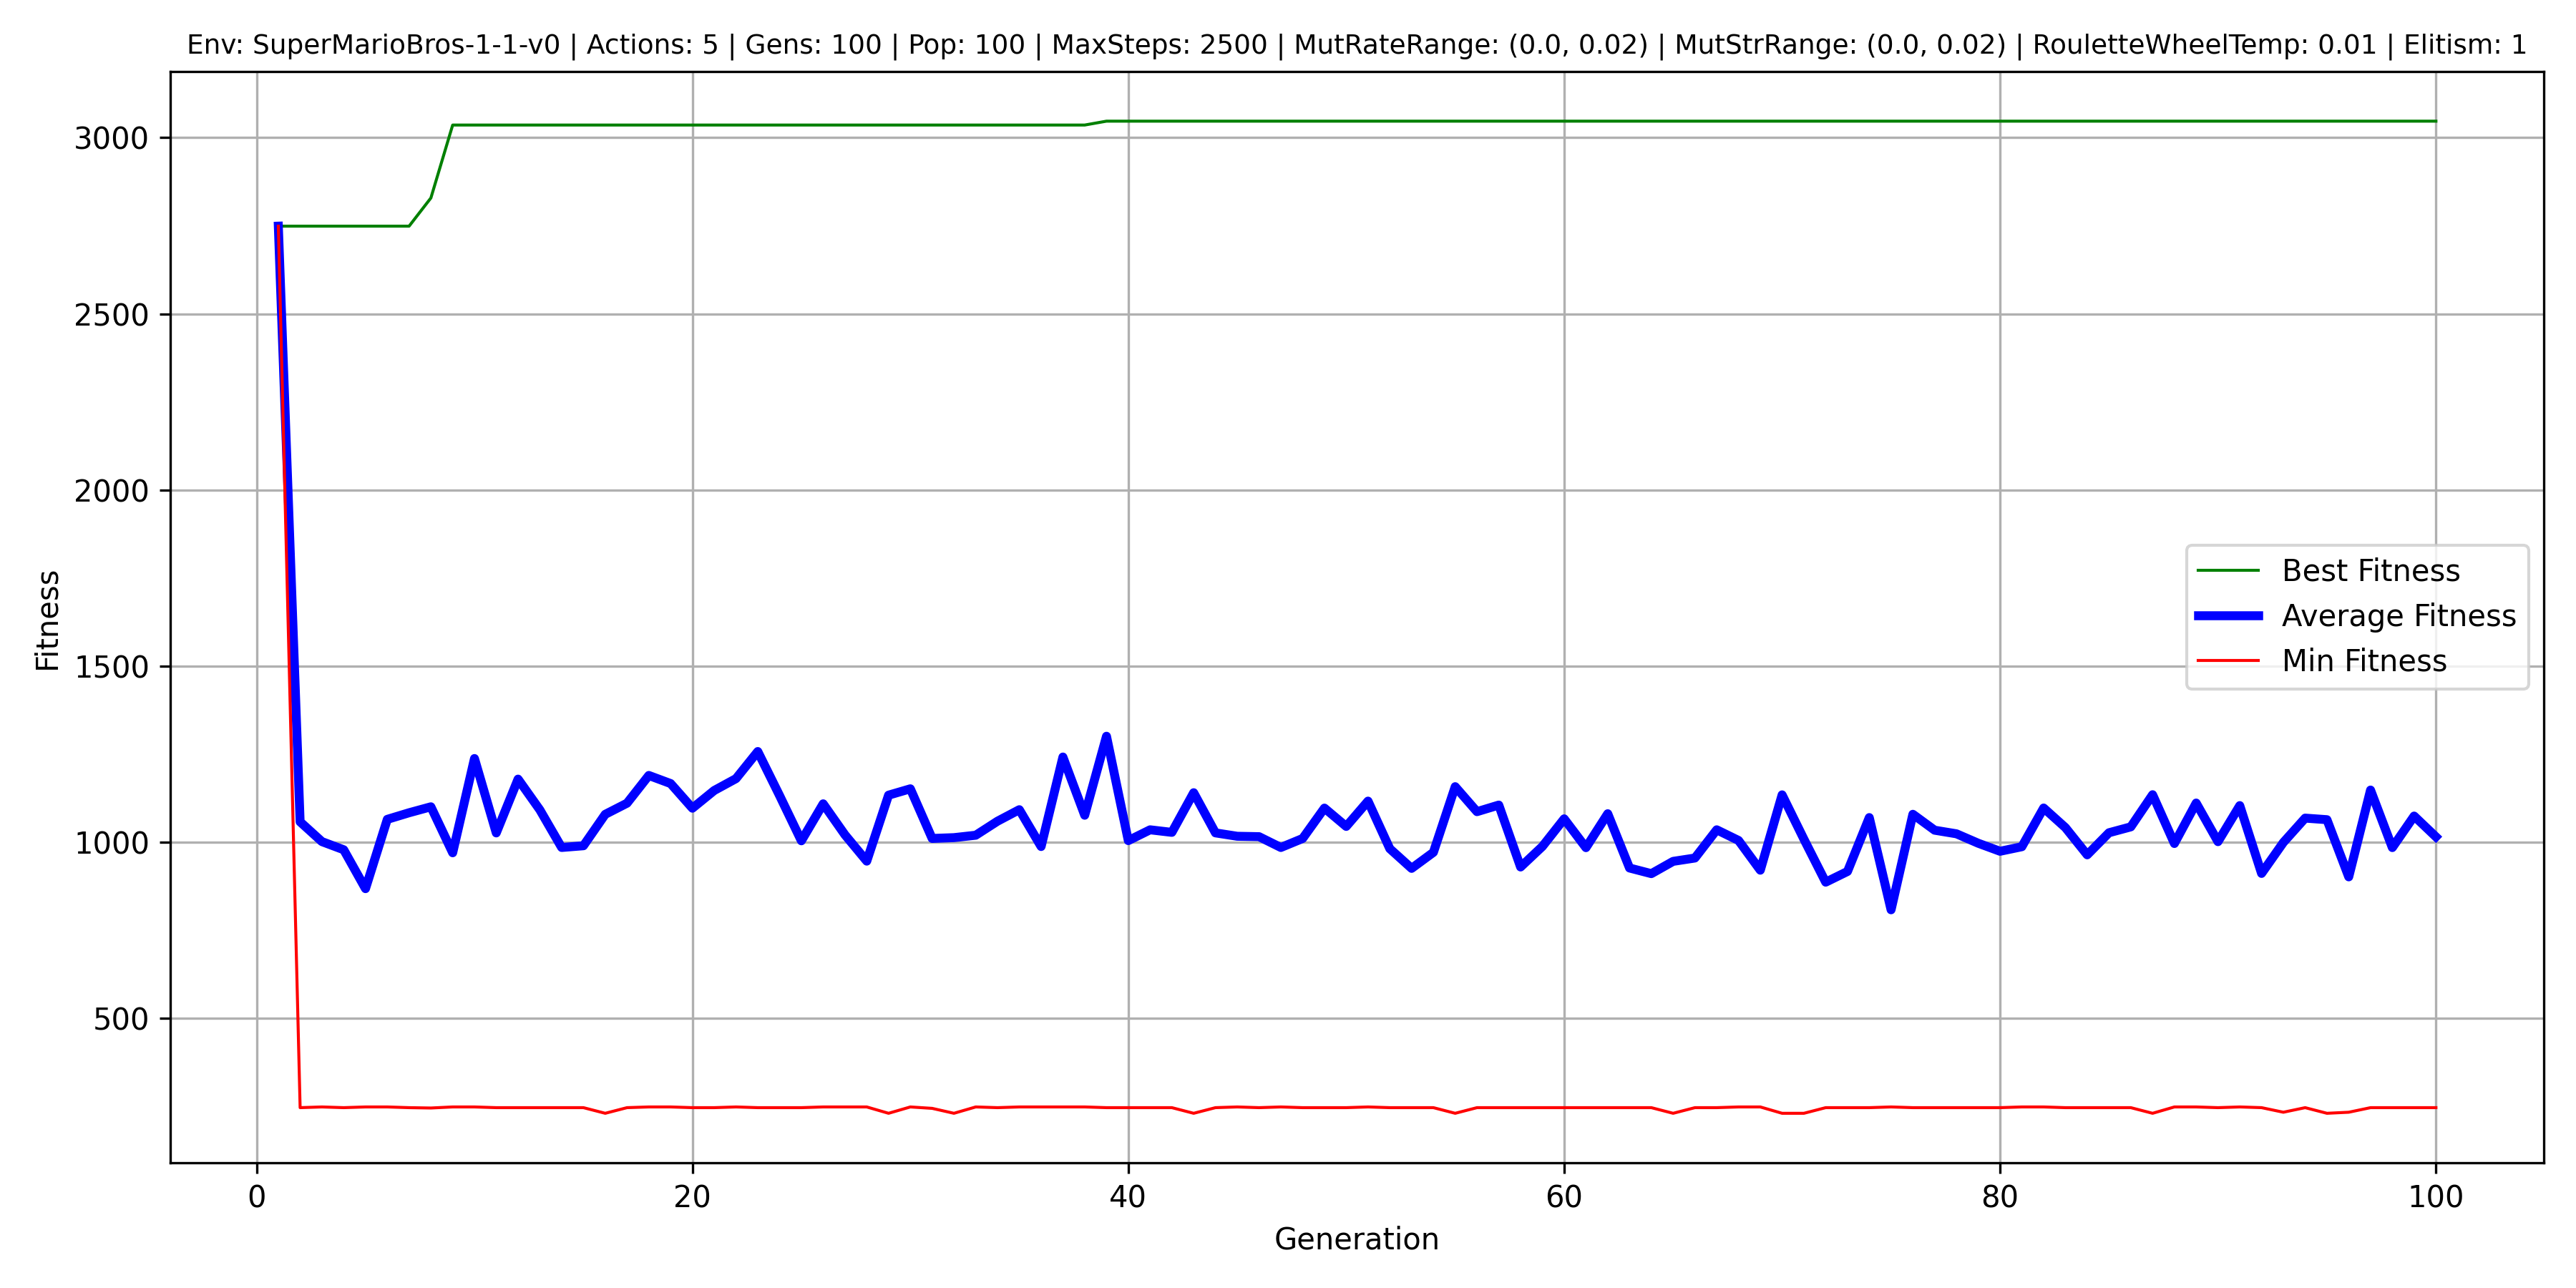 Env: SuperMarioBros-1-1-v0 | Actions: 5 | Gens: 100 | Pop: 100 | MaxSteps: 2500 | MutRateRange: (0.0, 0.02) | MutStrRange: (0.0, 0.02) | RouletteWheelTemp: 0.01 | Elitism: 1
3000
2500
2000
1500
1000
500
Fitness
Best Fitness
Average Fitness
Min Fitness
0 20 40 60 80 100
Generation